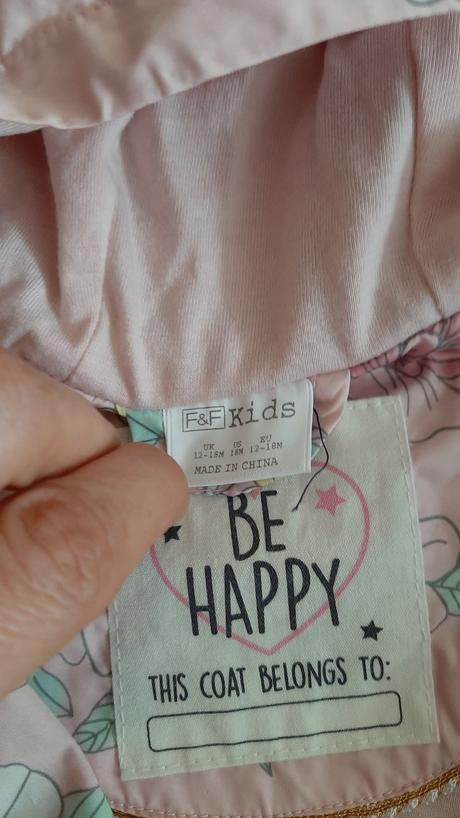 F&F Kids
UK US EU
12-18M 18M 12-18M
MADE IN CHINA
BE
HAPPY
THIS COAT BELONGS TO: